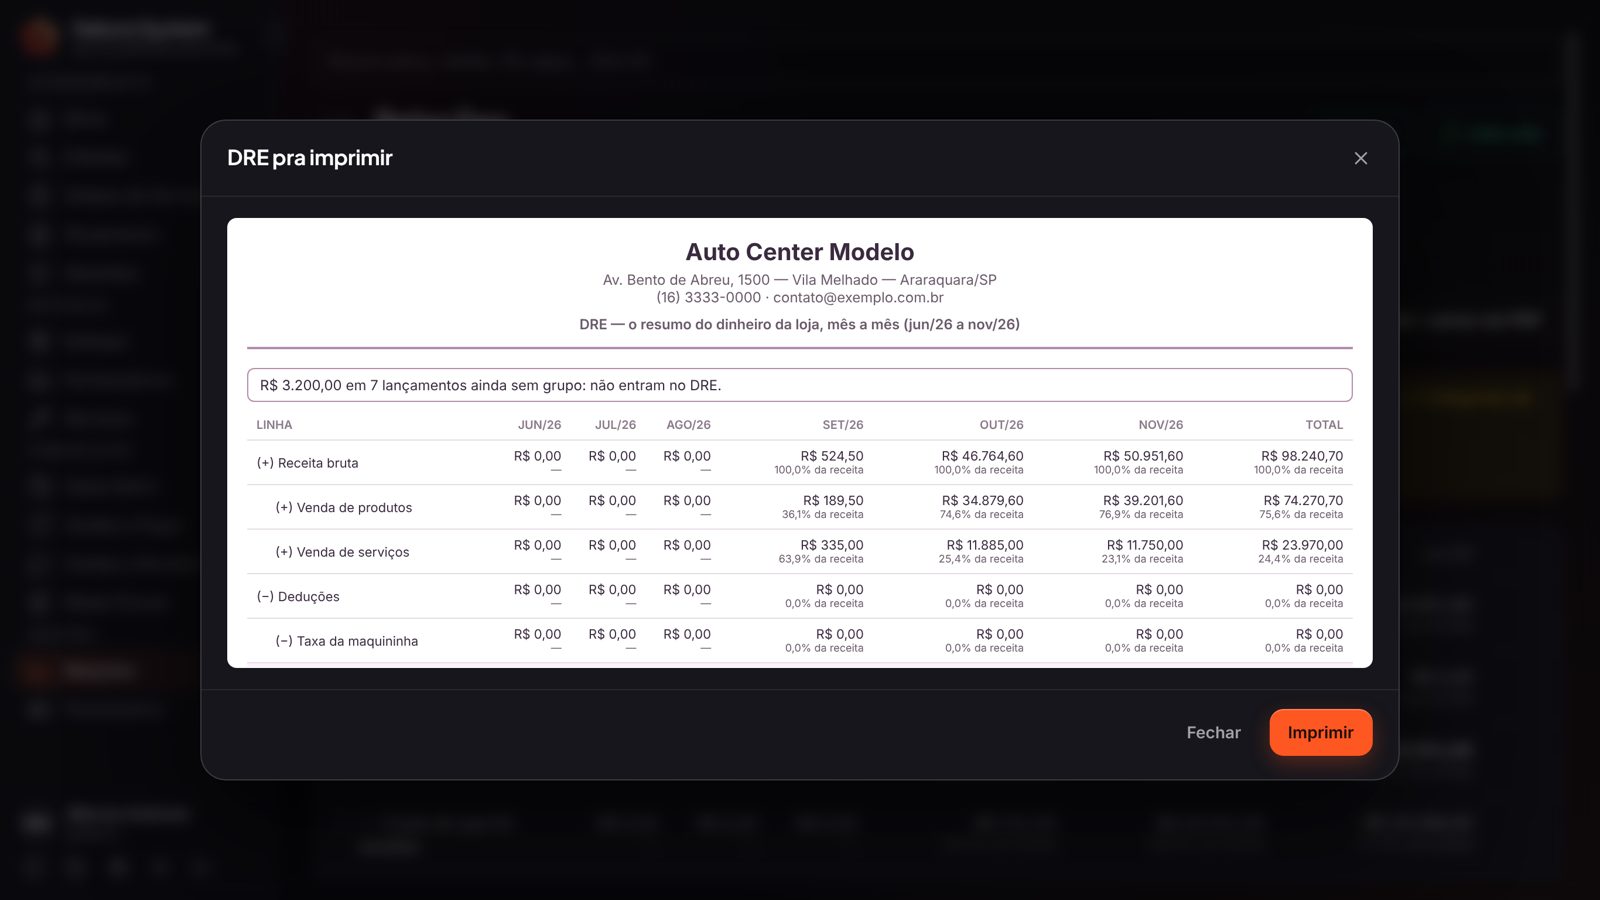 DRE pra imprimir
Auto Center Modelo
Av. Bento de Abreu, 1500 — Vila Melhado — Araraquara/SP
(16) 3333-0000 · contato@exemplo.com.br
DRE — o resumo do dinheiro da loja, mês a mês (jun/26 a nov/26)
R$ 3.200,00 em 7 lançamentos ainda sem grupo: não entram no DRE.
LINHA JUN/26 JUL/26 AGO/26 SET/26 OUT/26 NOV/26 TOTAL
(+) Receita bruta R$ 0,00 R$ 0,00 R$ 0,00 R$ 524,50 R$ 46.764,60 R$ 50.951,60 R$ 98.240,70
— — — 100,0% da receita 100,0% da receita 100,0% da receita 100,0% da receita
(+) Venda de produtos R$ 0,00 R$ 0,00 R$ 0,00 R$ 189,50 R$ 34.879,60 R$ 39.201,60 R$ 74.270,70
— — — 36,1% da receita 74,6% da receita 76,9% da receita 75,6% da receita
(+) Venda de serviços R$ 0,00 R$ 0,00 R$ 0,00 R$ 335,00 R$ 11.885,00 R$ 11.750,00 R$ 23.970,00
— — — 63,9% da receita 25,4% da receita 23,1% da receita 24,4% da receita
(−) Deduções R$ 0,00 R$ 0,00 R$ 0,00 R$ 0,00 R$ 0,00 R$ 0,00 R$ 0,00
— — — 0,0% da receita 0,0% da receita 0,0% da receita 0,0% da receita
(−) Taxa da maquininha R$ 0,00 R$ 0,00 R$ 0,00 R$ 0,00 R$ 0,00 R$ 0,00 R$ 0,00
— — — 0,0% da receita 0,0% da receita 0,0% da receita 0,0% da receita
Fechar
Imprimir